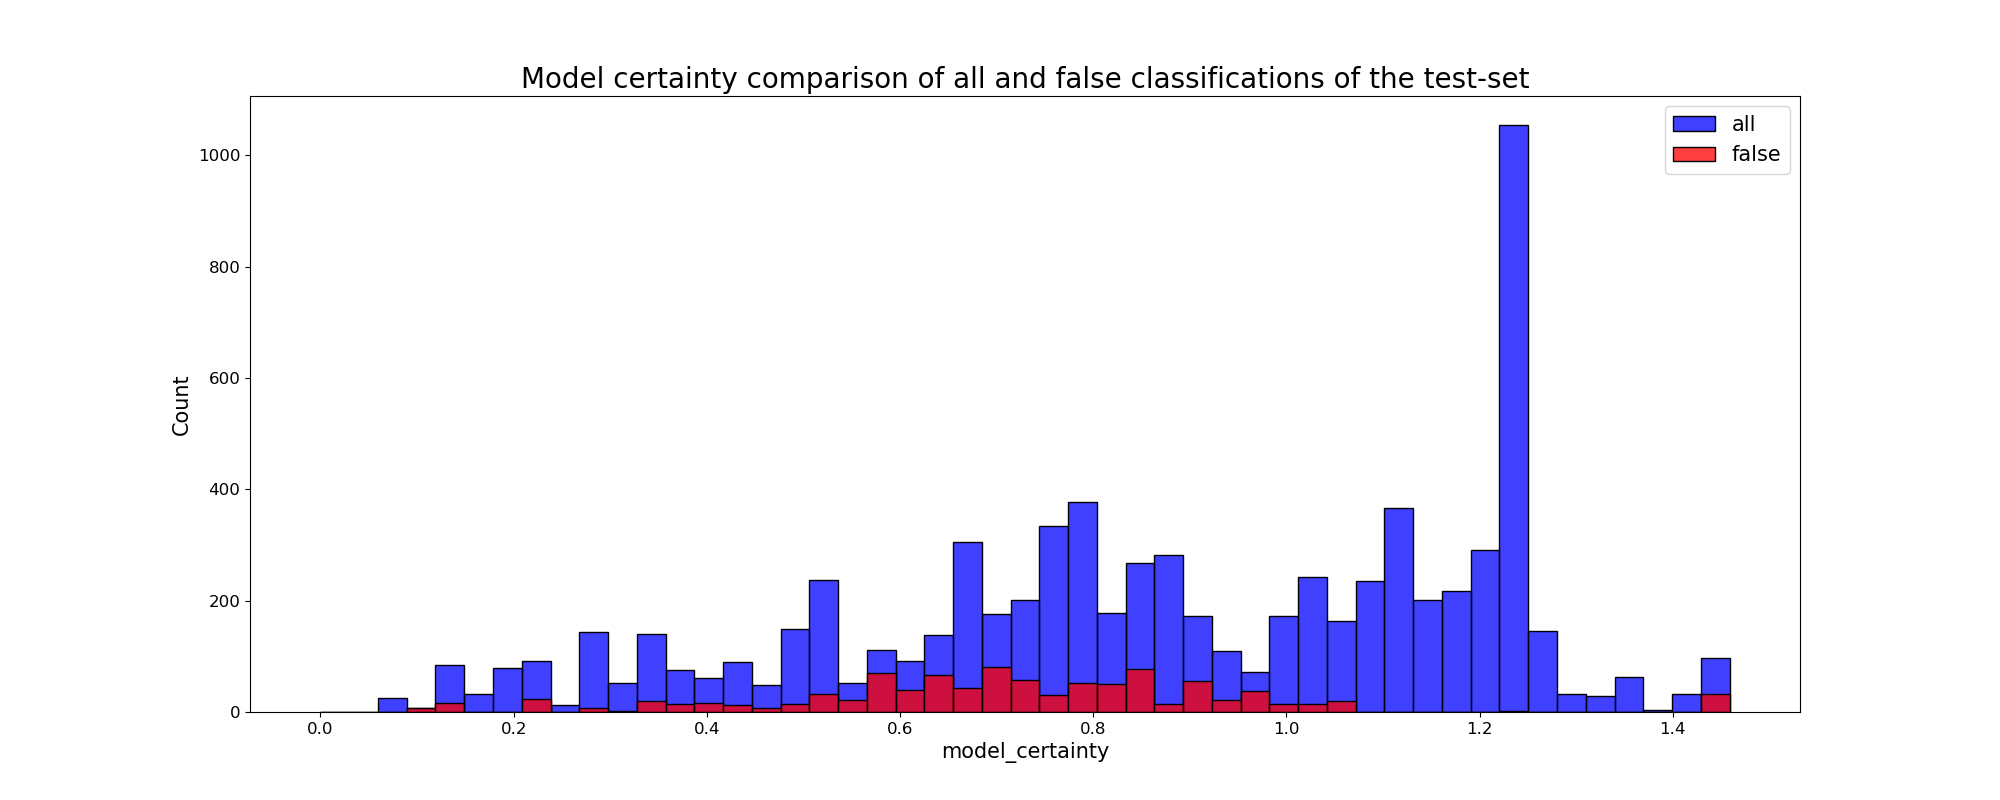 Model certainty comparison of all and false classifications of the test-set
all
false
1000
800
600
400
200
0
Count
0.0 0.2 0.4 0.6 0.8 1.0 1.2 1.4
model_certainty